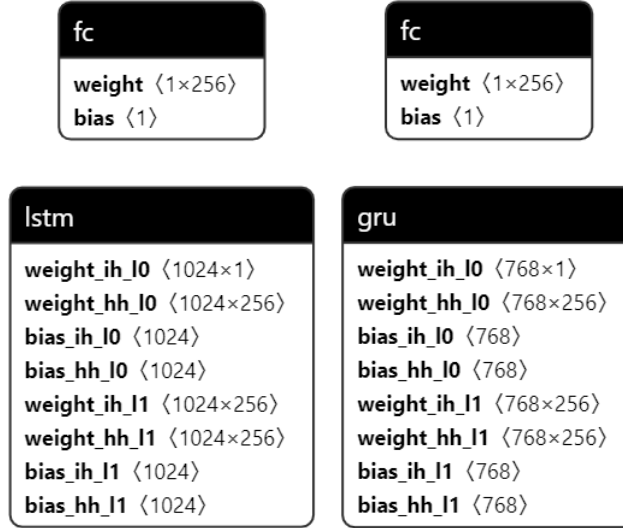 fc
weight 〈1×256〉
bias 〈1〉
fc
weight 〈1×256〉
bias 〈1〉
lstm
weight_ih_l0 〈1024×1〉
weight_hh_l0 〈1024×256〉
bias_ih_l0 〈1024〉
bias_hh_l0 〈1024〉
weight_ih_l1 〈1024×256〉
weight_hh_l1 〈1024×256〉
bias_ih_l1 〈1024〉
bias_hh_l1 〈1024〉
gru
weight_ih_l0 〈768×1〉
weight_hh_l0 〈768×256〉
bias_ih_l0 〈768〉
bias_hh_l0 〈768〉
weight_ih_l1 〈768×256〉
weight_hh_l1 〈768×256〉
bias_ih_l1 〈768〉
bias_hh_l1 〈768〉